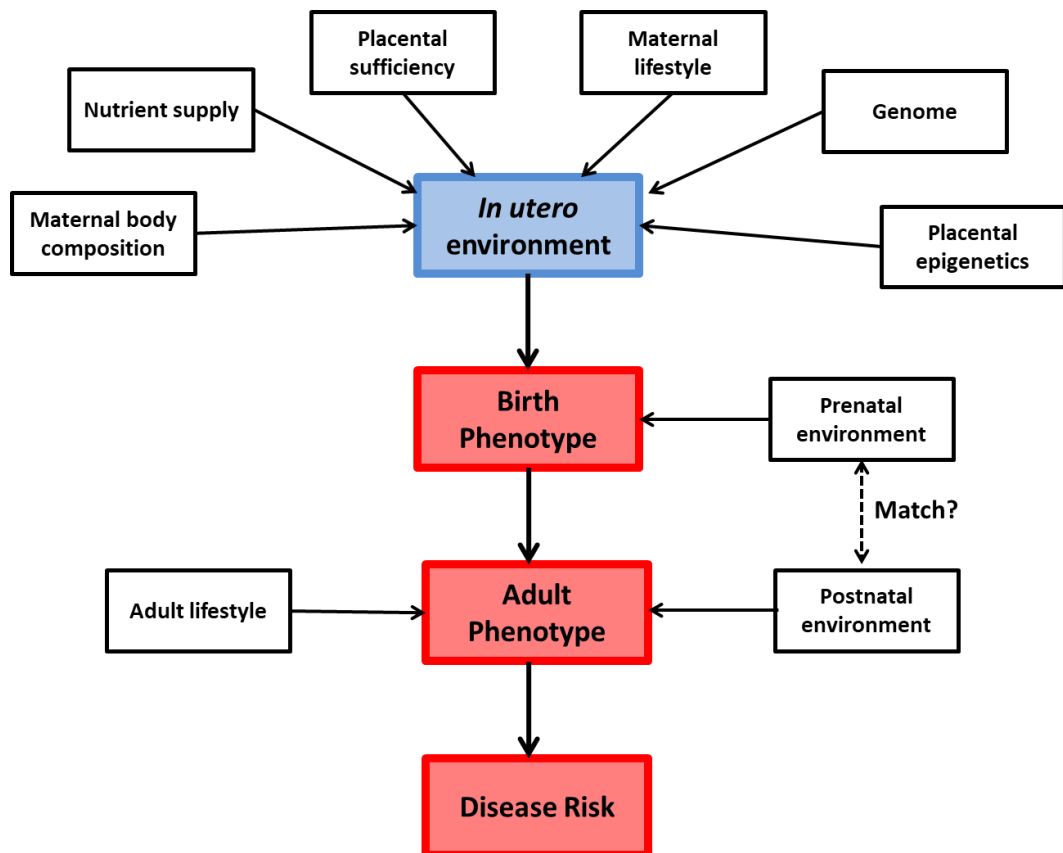 Placental
sufficiency
Maternal
lifestyle
Nutrient supply
Genome
Maternal body
composition
In utero
environment
Placental
epigenetics
Birth
Phenotype
Prenatal
environment
Match?
Adult lifestyle
Adult
Phenotype
Postnatal
environment
Disease Risk